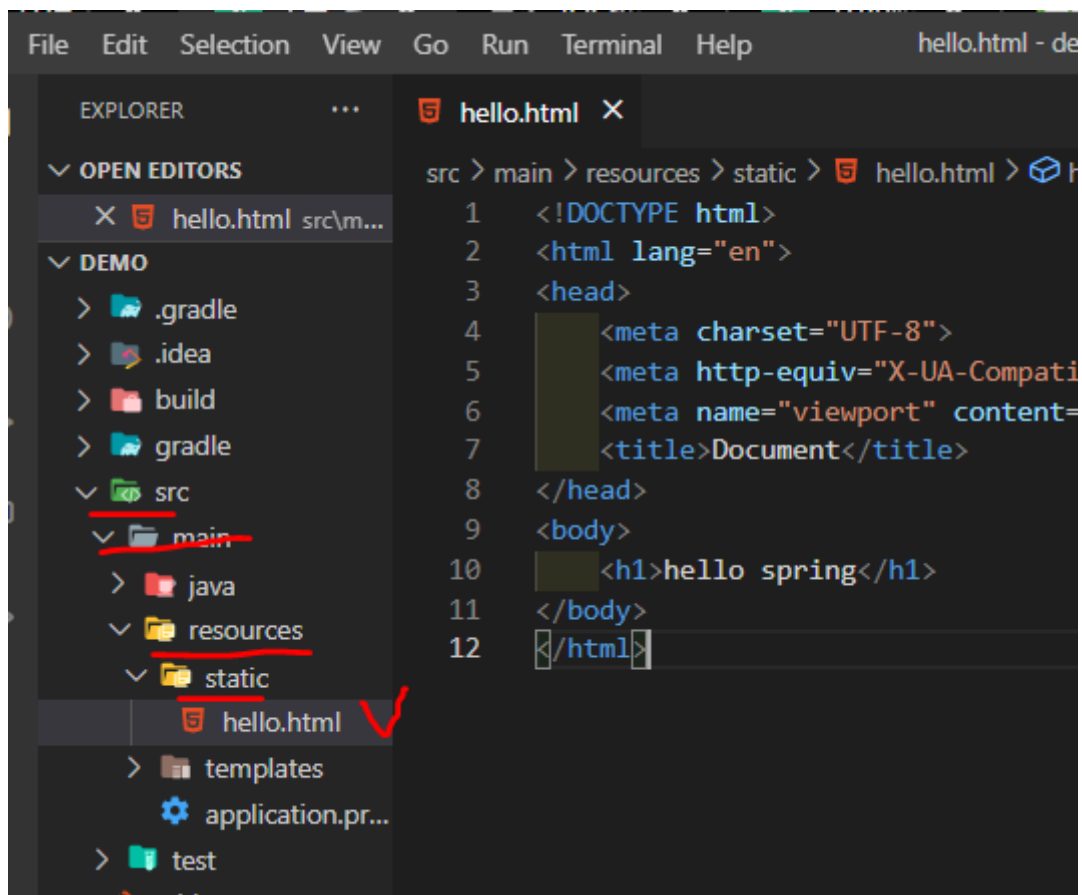 File Edit Selection View Go Run Terminal Help hello.html - de
EXPLORER ···
OPEN EDITORS
hello.html src\m...
DEMO
.gradle
.idea
build
gradle
src
main
java
resources
static
hello.html
templates
application.pr...
test
hello.html
src > main > resources > static > hello.html > h
1 <!DOCTYPE html>
2 <html lang="en">
3 <head>
4 <meta charset="UTF-8">
5 <meta http-equiv="X-UA-Compati
6 <meta name="viewport" content=
7 <title>Document</title>
8 </head>
9 <body>
10 <h1>hello spring</h1>
11 </body>
12 </html>